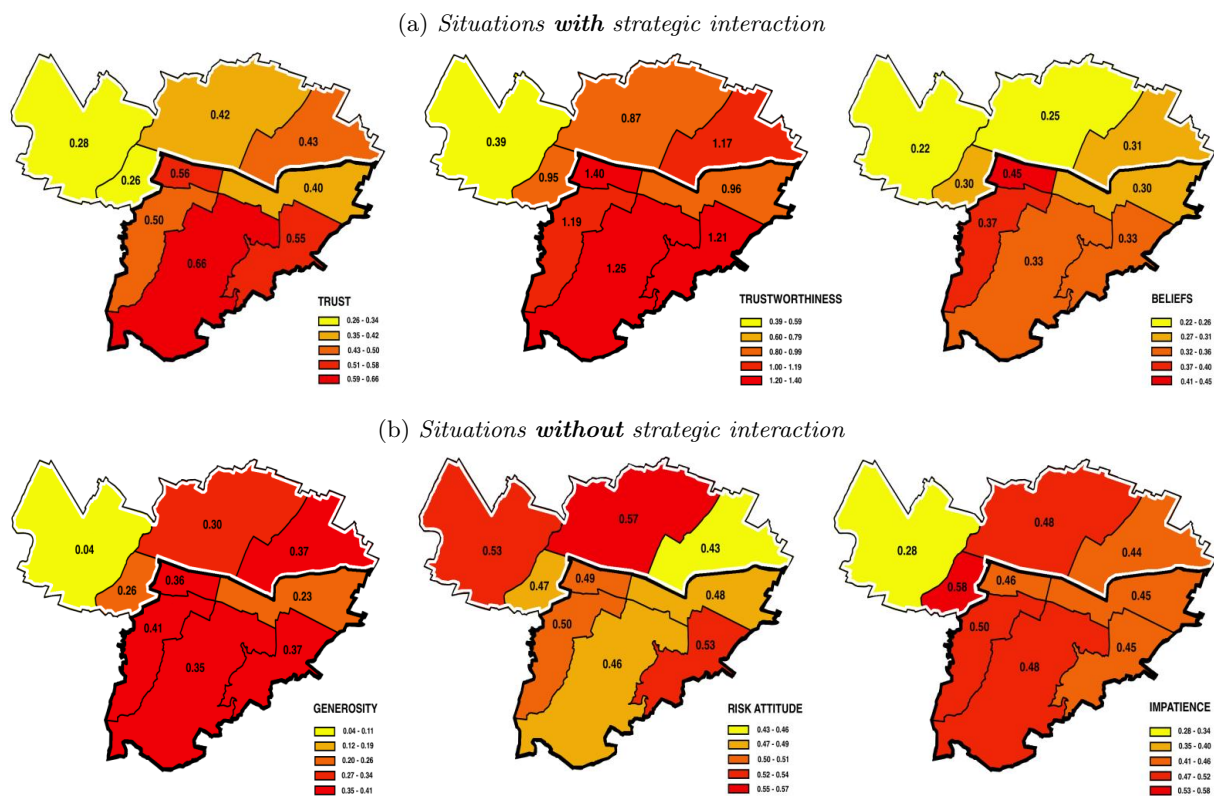 (a) Situations with strategic interaction
0.28
0.42
0.43
0.26
0.56
0.40
0.50
0.55
0.66
TRUST
0.26 - 0.34
0.35 - 0.42
0.43 - 0.50
0.51 - 0.58
0.59 - 0.66
0.39
0.87
1.17
0.95
1.40
0.96
1.19
1.21
1.25
TRUSTWORTHINESS
0.39 - 0.59
0.60 - 0.79
0.80 - 0.99
1.00 - 1.19
1.20 - 1.40
0.22
0.25
0.31
0.30
0.45
0.30
0.37
0.33
0.33
BELIEFS
0.22 - 0.26
0.27 - 0.31
0.32 - 0.36
0.37 - 0.40
0.41 - 0.45
(b) Situations without strategic interaction
0.04
0.30
0.37
0.26
0.36
0.23
0.41
0.37
0.35
GENEROSITY
0.04 - 0.11
0.12 - 0.19
0.20 - 0.26
0.27 - 0.34
0.35 - 0.41
0.53
0.57
0.43
0.47
0.49
0.48
0.50
0.53
0.46
RISK ATTITUDE
0.43 - 0.46
0.47 - 0.49
0.50 - 0.51
0.52 - 0.54
0.55 - 0.57
0.28
0.48
0.44
0.58
0.46
0.45
0.50
0.45
0.48
IMPATIENCE
0.28 - 0.34
0.35 - 0.40
0.41 - 0.46
0.47 - 0.52
0.53 - 0.58